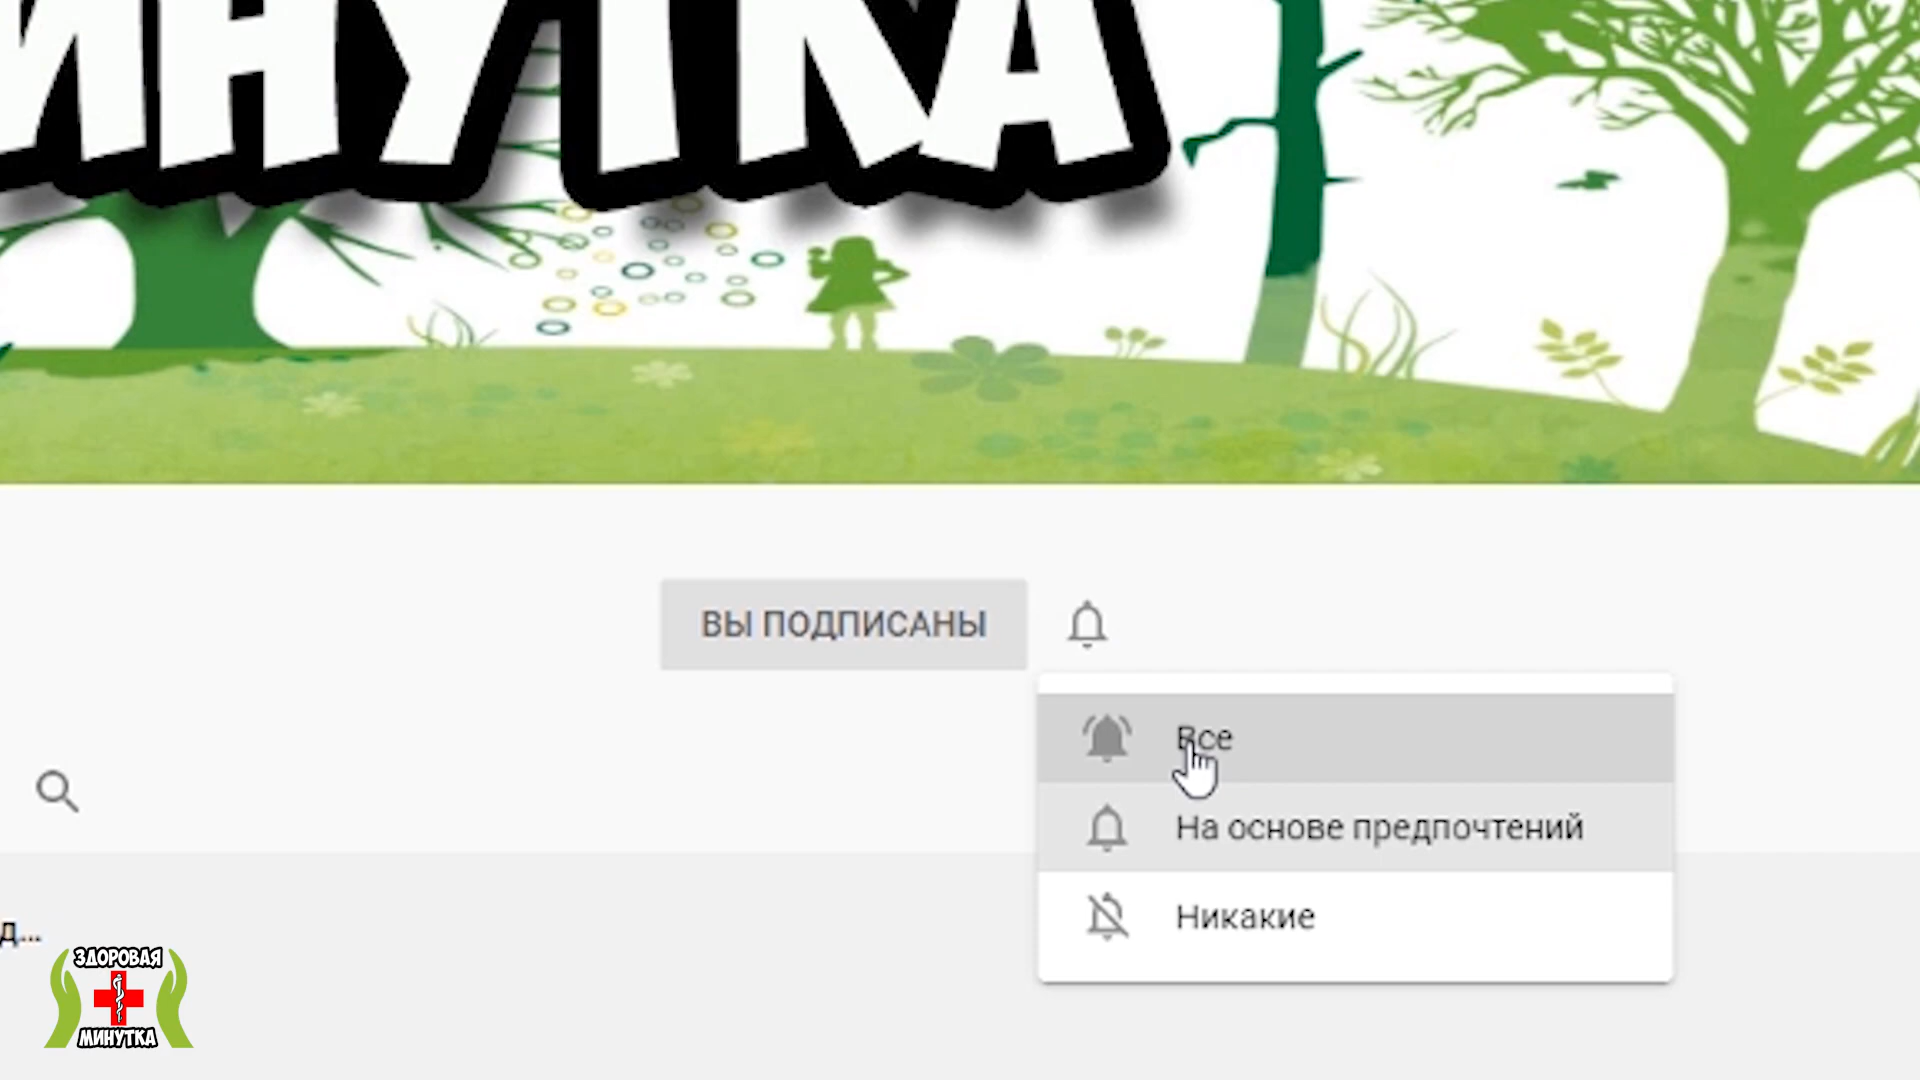 ИНУТКА
ВЫ ПОДПИСАНЫ
Все
На основе предпочтений
Никакие
д...
ЗДОРОВАЯ
МИНУТКА